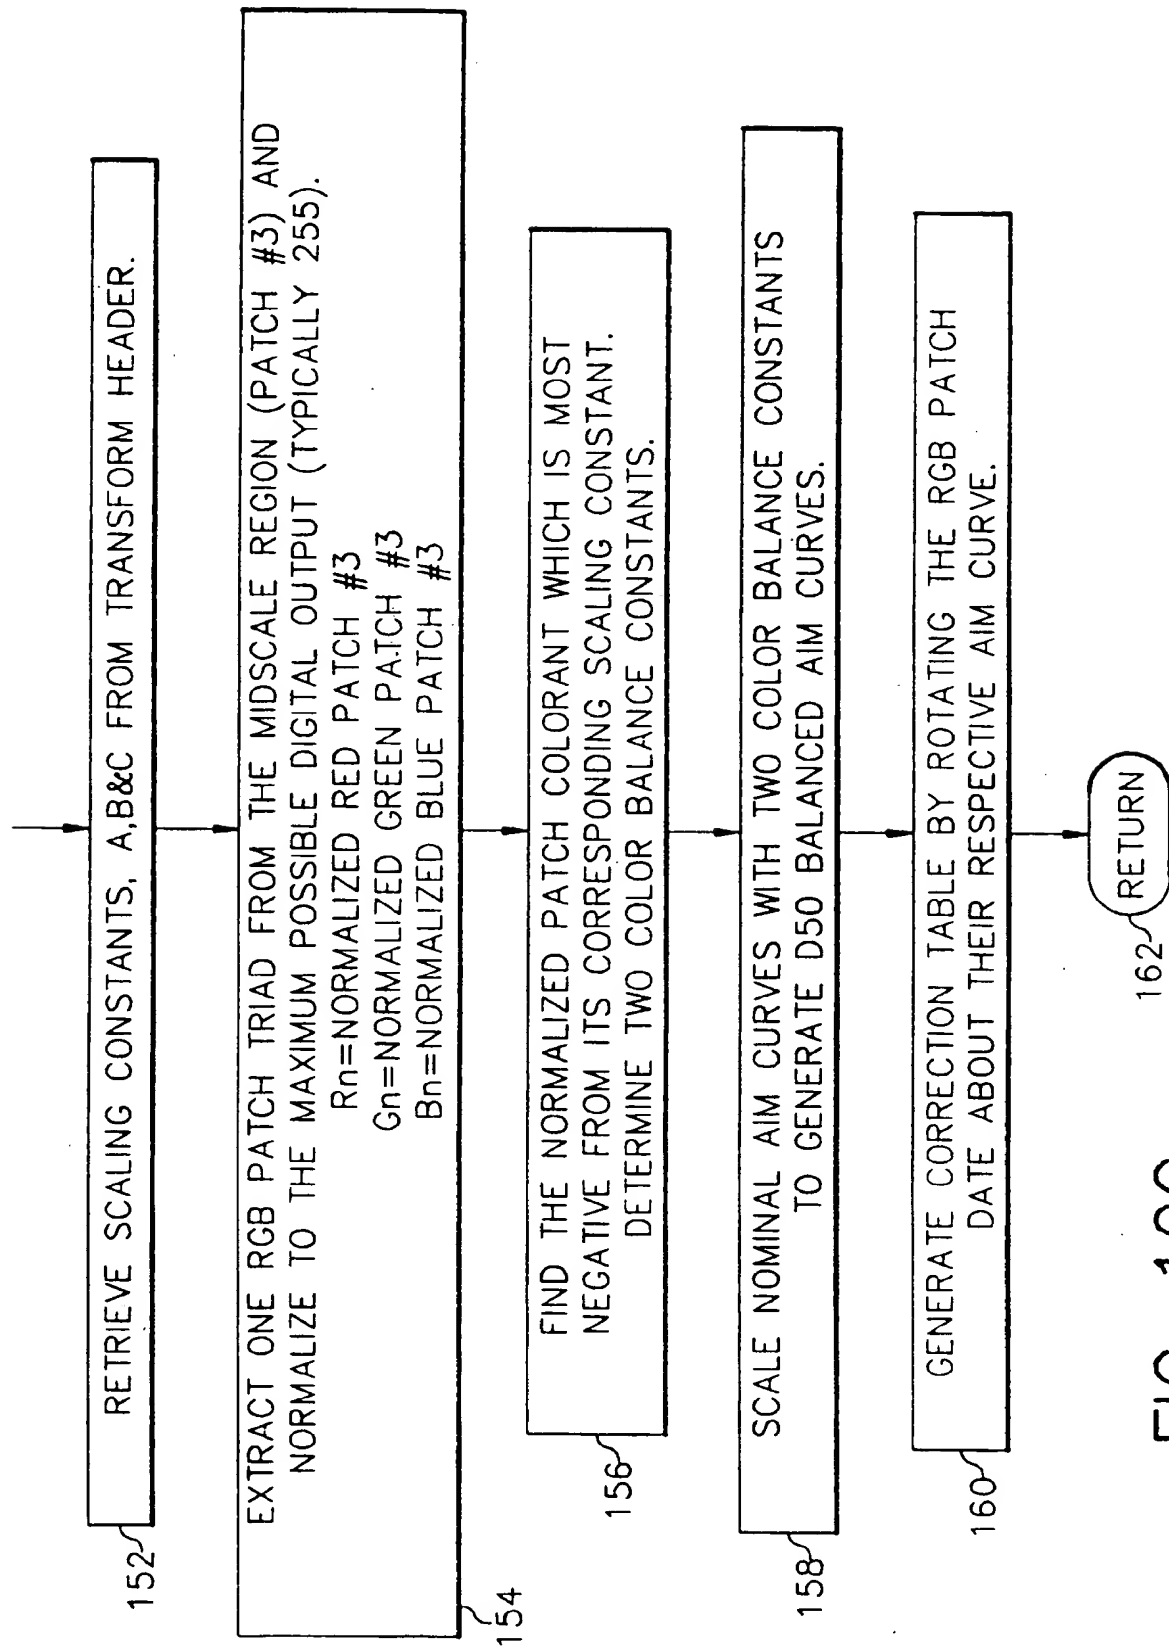 RETRIEVE SCALING CONSTANTS, A,B&C FROM TRANSFORM HEADER.
152
EXTRACT ONE RGB PATCH TRIAD FROM THE MIDSCALE REGION (PATCH #3) AND
NORMALIZE TO THE MAXIMUM POSSIBLE DIGITAL OUTPUT (TYPICALLY 255).
Rn=NORMALIZED RED PATCH #3
Gn=NORMALIZED GREEN PATCH #3
Bn=NORMALIZED BLUE PATCH #3
154
FIND THE NORMALIZED PATCH COLORANT WHICH IS MOST
NEGATIVE FROM ITS CORRESPONDING SCALING CONSTANT.
DETERMINE TWO COLOR BALANCE CONSTANTS.
156
SCALE NOMINAL AIM CURVES WITH TWO COLOR BALANCE CONSTANTS
TO GENERATE D50 BALANCED AIM CURVES.
158
GENERATE CORRECTION TABLE BY ROTATING THE RGB PATCH
DATE ABOUT THEIR RESPECTIVE AIM CURVE.
160
RETURN
162